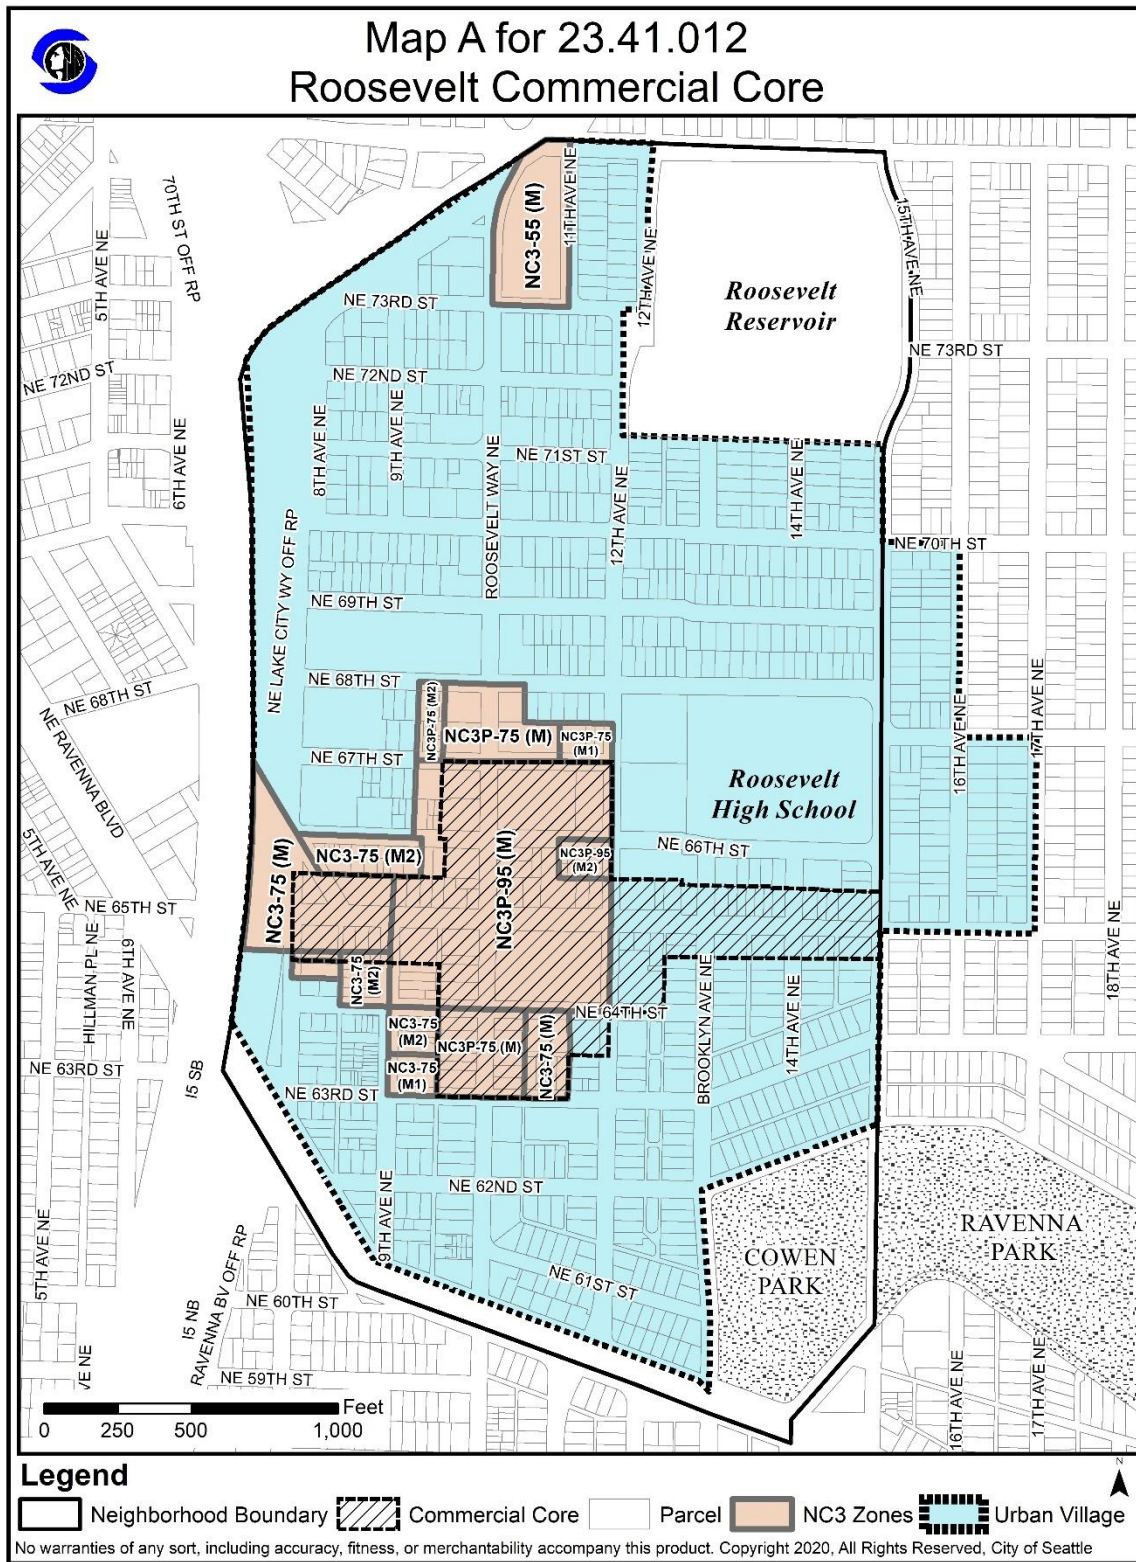 Map A for 23.41.012
Roosevelt Commercial Core
70TH ST OFF RP
5TH AVE NE
NC3-55 (M)
11TH AVE NE
12TH AVE NE
15TH AVE NE
Roosevelt
Reservoir
NE 73RD ST
NE 73RD ST
NE 72ND ST
NE 72ND ST
6TH AVE NE
8TH AVE NE
9TH AVE NE
ROOSEVELT WAY NE
NE 71ST ST
12TH AVE NE
14TH AVE NE
NE 70TH ST
NE LAKE CITY WY OFF RP
NE 69TH ST
NE 68TH ST
NE 68TH ST
NE RAVENNA BLVD
NC3P-75 (M2)
NC3P-75 (M)
NC3P-75
(M1)
16TH AVE NE
17TH AVE NE
NE 67TH ST
Roosevelt
High School
5TH AVE NE
NC3-75 (M)
NC3-75 (M2)
NC3P-95 (M)
NC3P-95
(M2)
NE 66TH ST
NE 65TH ST
HILLMAN PL NE
6TH AVE NE
NC3-75
(M2)
18TH AVE NE
NE 64TH ST
BROOKLYN AVE NE
14TH AVE NE
NC3-75
(M2)
NC3P-75 (M)
NC3-75 (M)
NC3-75
(M1)
NE 63RD ST
I5 SB
NE 63RD ST
9TH AVE NE
NE 62ND ST
5TH AVE NE
RAVENNA BV OFF RP
NE 61ST ST
COWEN
PARK
RAVENNA
PARK
I5 NB
NE 60TH ST
NE 59TH ST
VE NE
16TH AVE NE
17TH AVE NE
Feet
0 250 500 1,000
N
Legend
Neighborhood Boundary Commercial Core Parcel NC3 Zones Urban Village
No warranties of any sort, including accuracy, fitness, or merchantability accompany this product. Copyright 2020, All Rights Reserved, City of Seattle